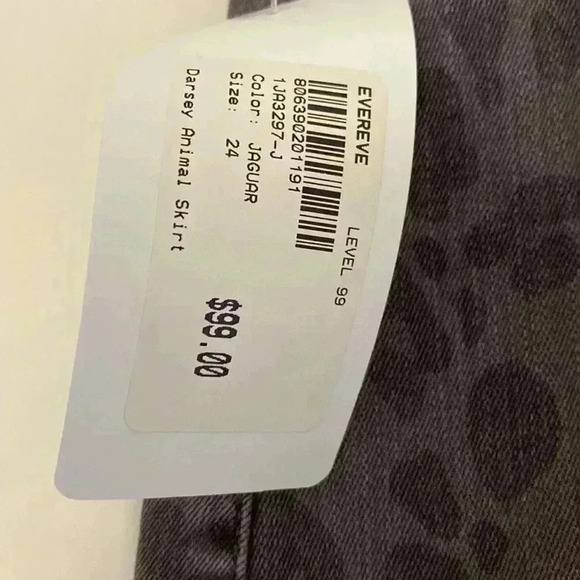 EVEREVE LEVEL 99
806390201191
1JA3297-J
Color: JAGUAR
Size: 24
$99.00
Darsey Animal Skirt